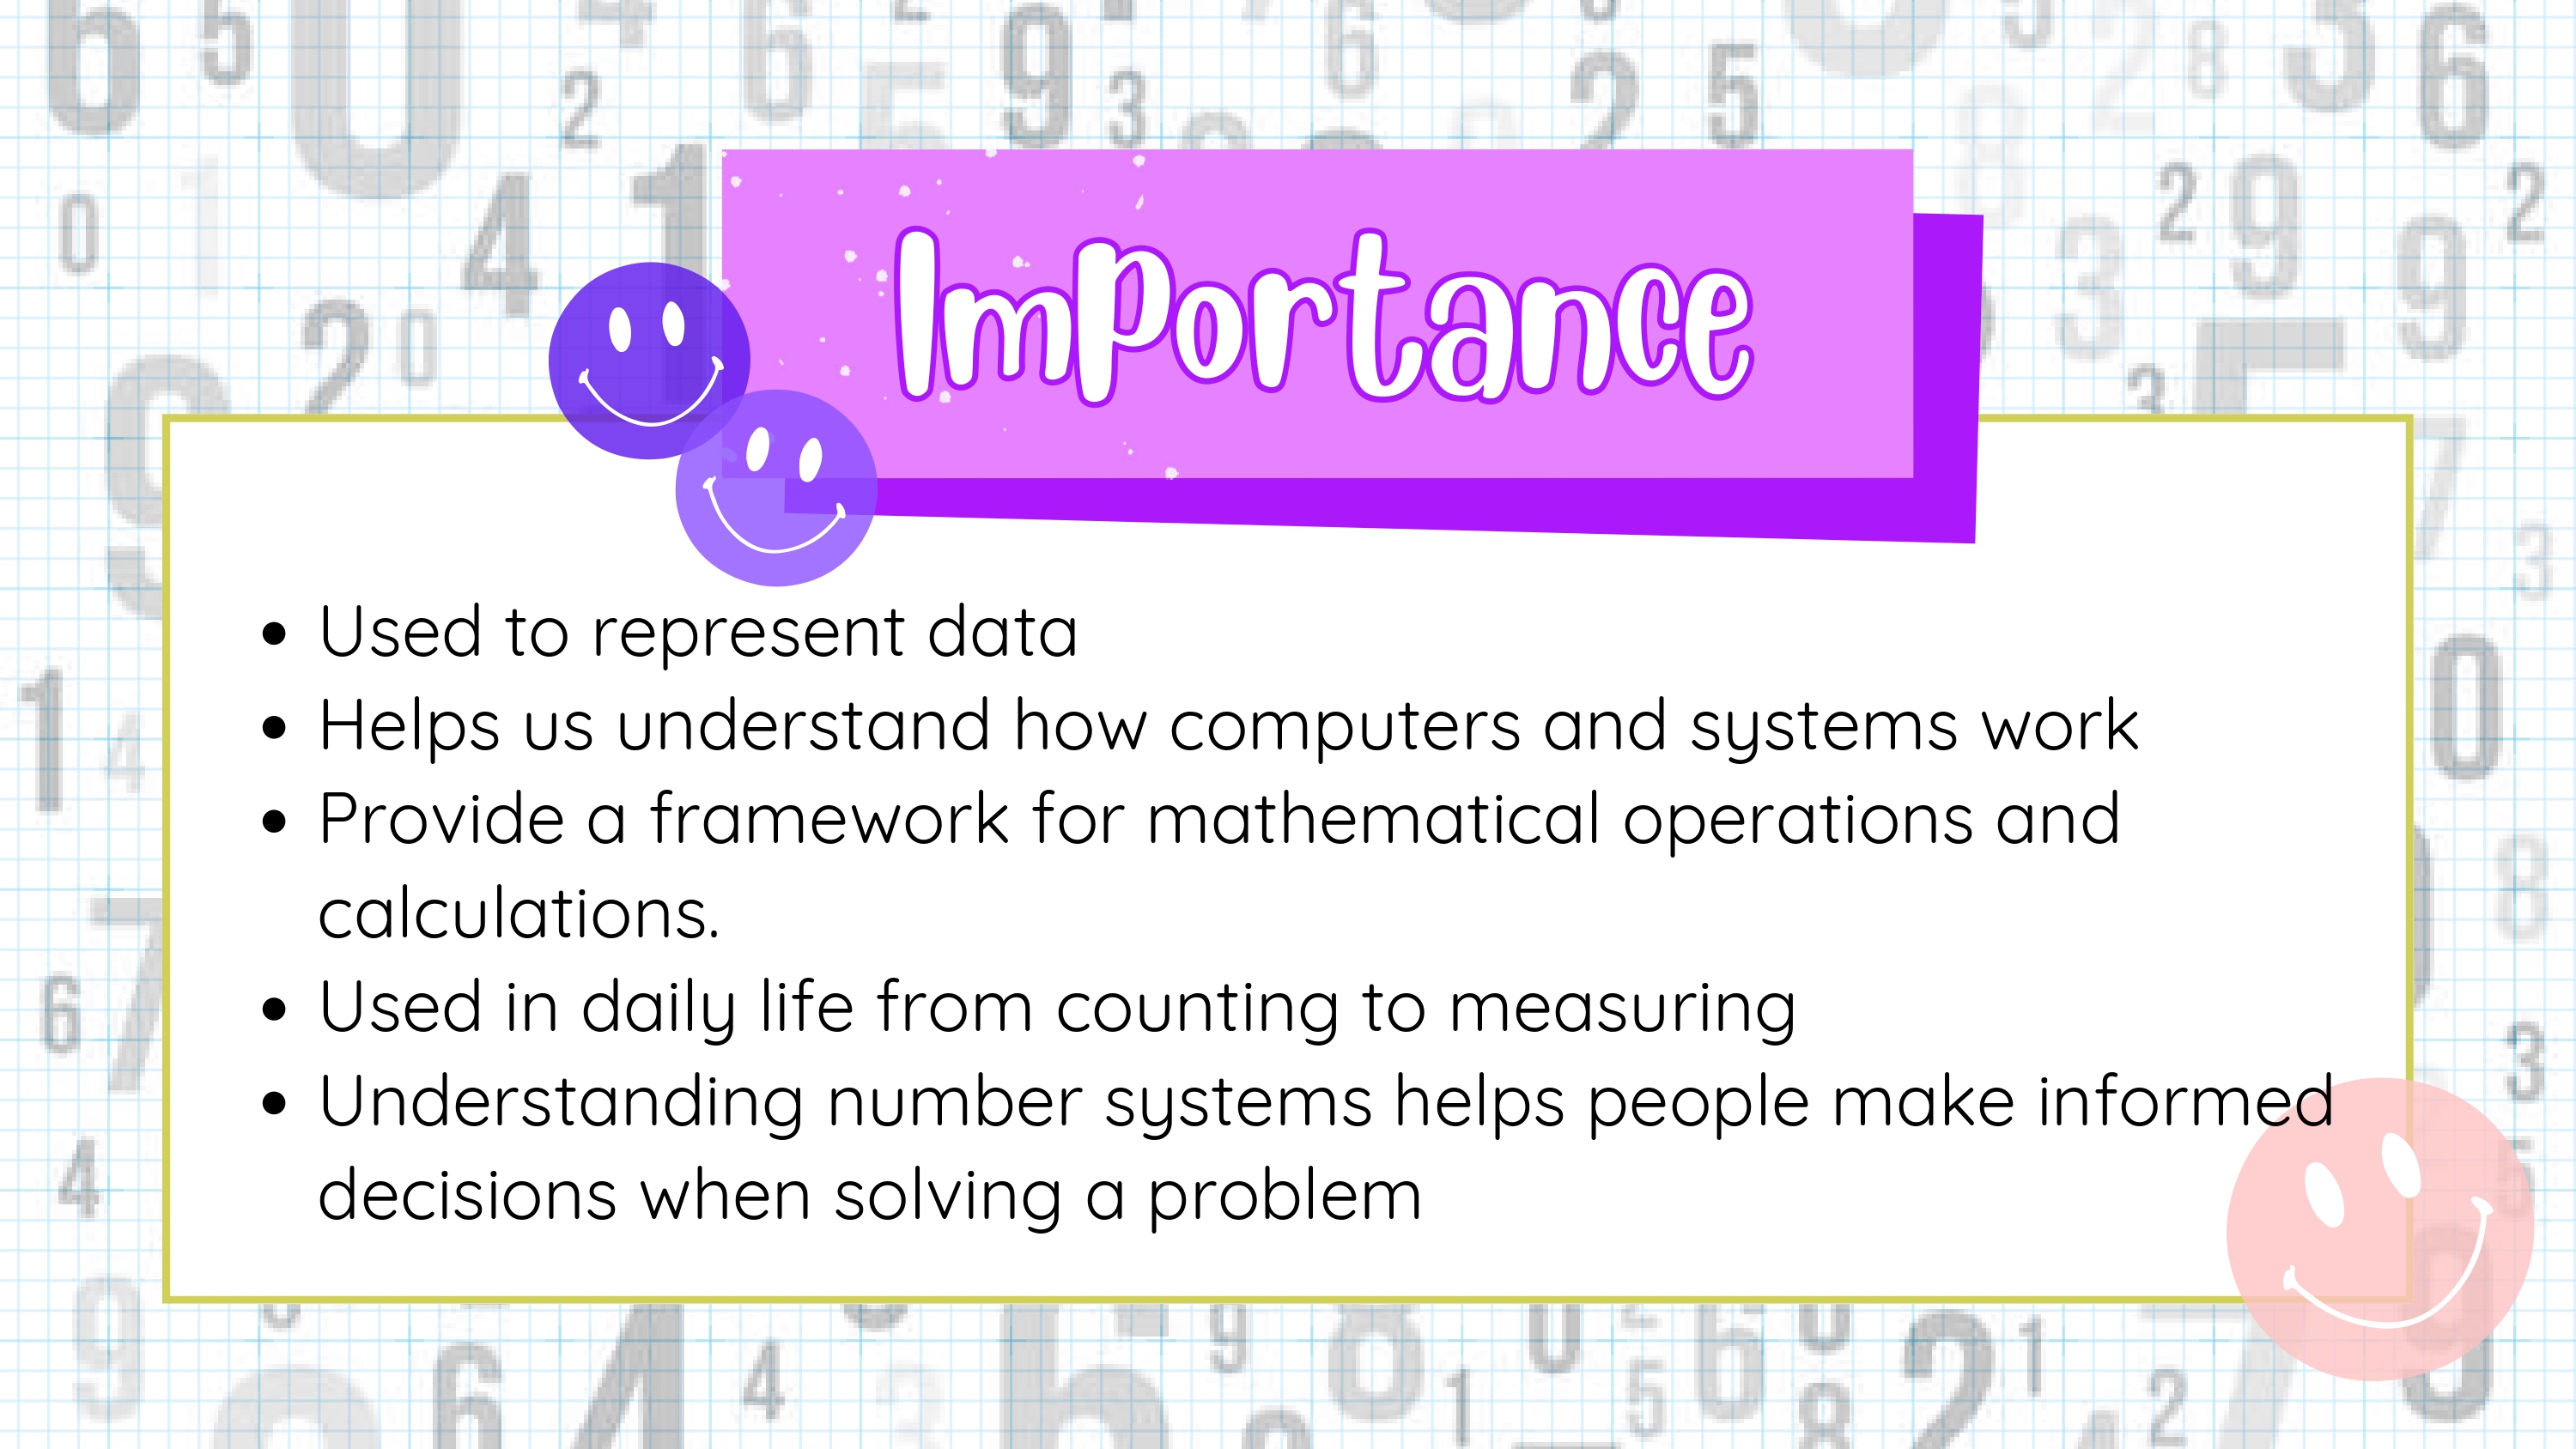 Importance
• Used to represent data
• Helps us understand how computers and systems work
• Provide a framework for mathematical operations and
calculations.
• Used in daily life from counting to measuring
• Understanding number systems helps people make informed
decisions when solving a problem